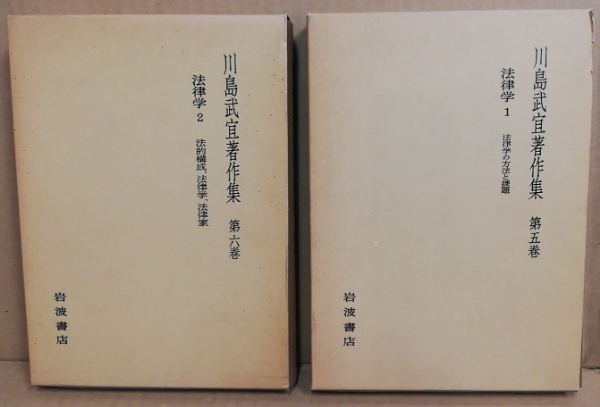 川島武宜著作集 第六巻
法律学 2 法的構成、法律学、法律家
岩波書店
川島武宜著作集 第五巻
法律学 1 法律学の方法と課題
岩波書店